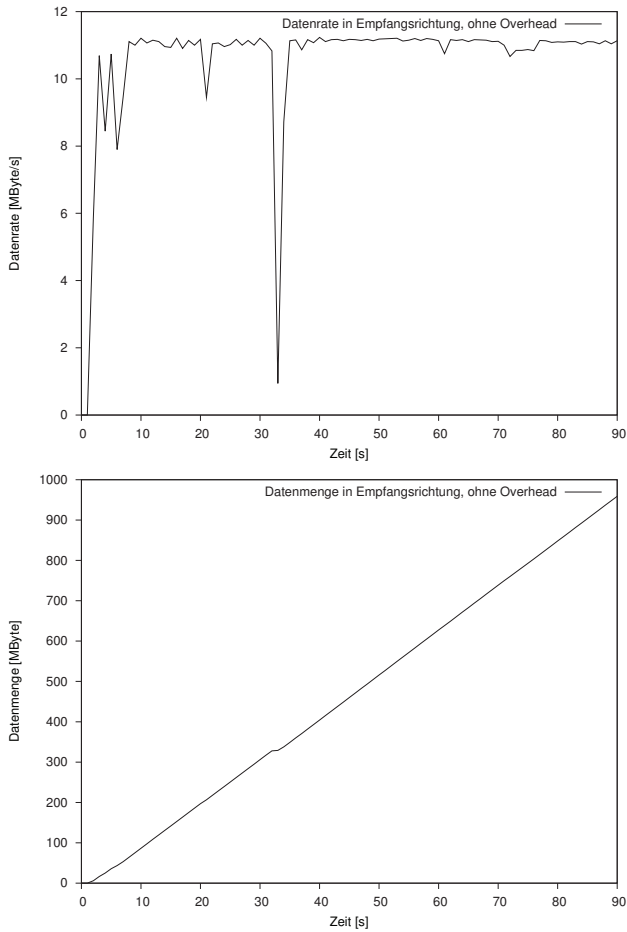 12
10
8
6
4
2
0
Datenrate [MByte/s]
Datenrate in Empfangsrichtung, ohne Overhead
0 10 20 30 40 50 60 70 80 90
Zeit [s]
1000
900
800
700
600
500
400
300
200
100
0
Datenmenge [MByte]
Datenmenge in Empfangsrichtung, ohne Overhead
0 10 20 30 40 50 60 70 80 90
Zeit [s]